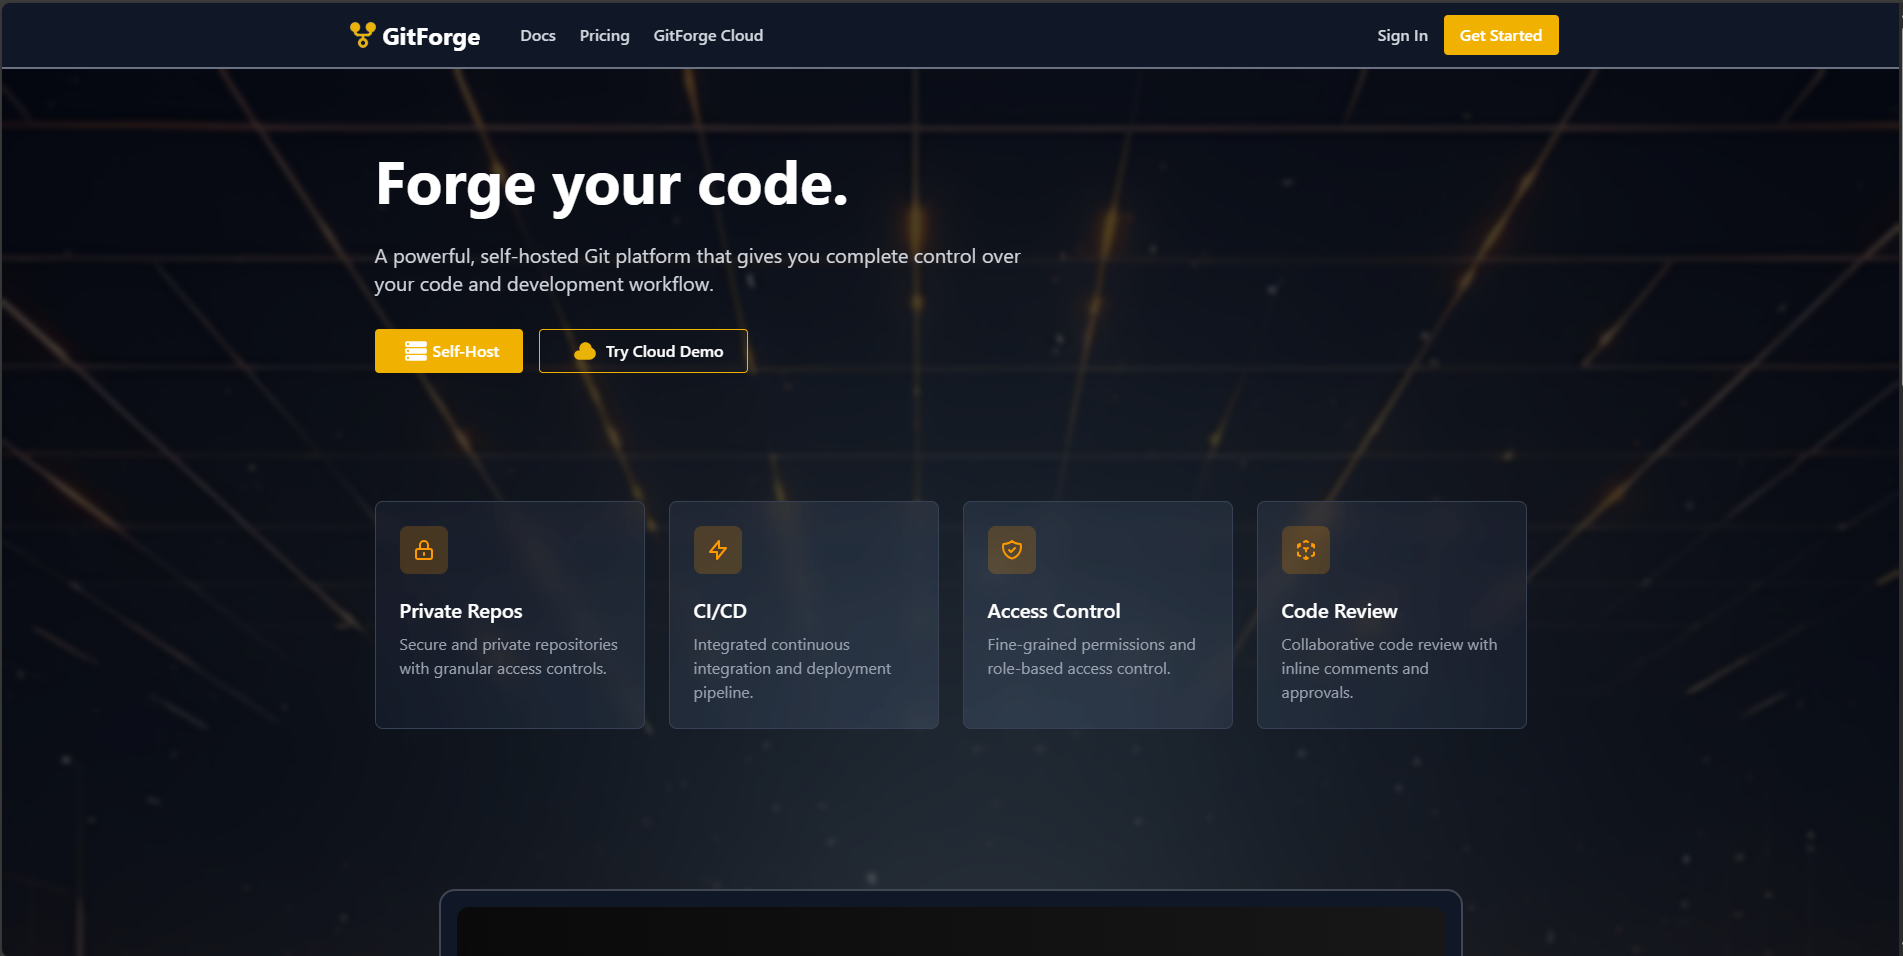 GitForge
Docs
Pricing
GitForge Cloud
Sign In
Get Started
Forge your code.
A powerful, self-hosted Git platform that gives you complete control over
your code and development workflow.
Self-Host
Try Cloud Demo
Private Repos
Secure and private repositories
with granular access controls.
CI/CD
Integrated continuous
integration and deployment
pipeline.
Access Control
Fine-grained permissions and
role-based access control.
Code Review
Collaborative code review with
inline comments and
approvals.